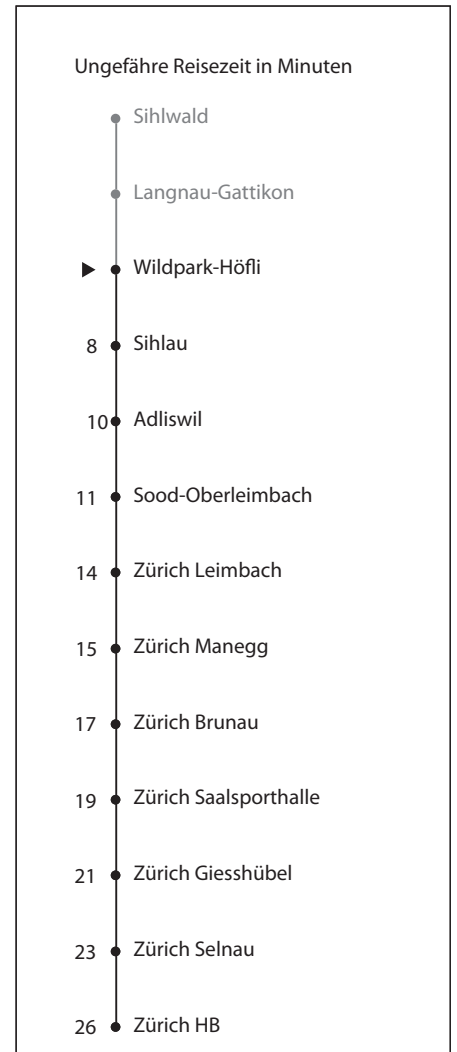 Ungefähre Reisezeit in Minuten
Sihlwald
Langnau-Gattikon
Wildpark-Höfli
8 Sihlau
10 Adliswil
11 Sood-Oberleimbach
14 Zürich Leimbach
15 Zürich Manegg
17 Zürich Brunau
19 Zürich Saalsporthalle
21 Zürich Giesshübel
23 Zürich Selnau
26 Zürich HB